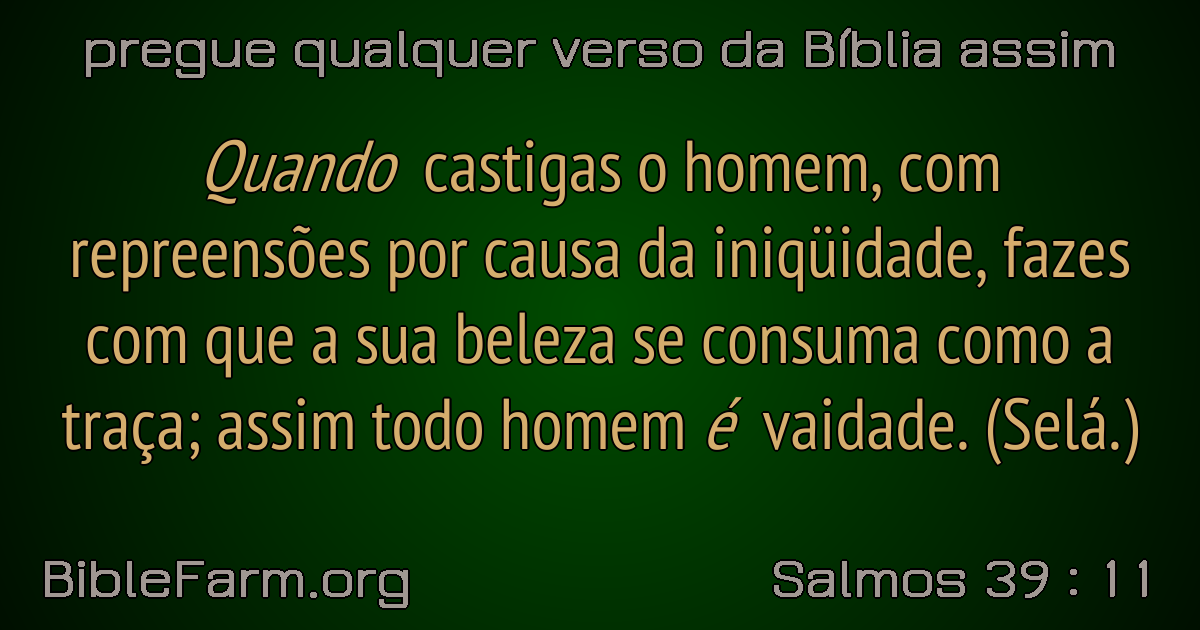 pregue qualquer verso da Bíblia assim
Quando castigas o homem, com
repreensões por causa da iniqüidade, fazes
com que a sua beleza se consuma como a
traça; assim todo homem é vaidade. (Selá.)
BibleFarm.org
Salmos 39 : 11